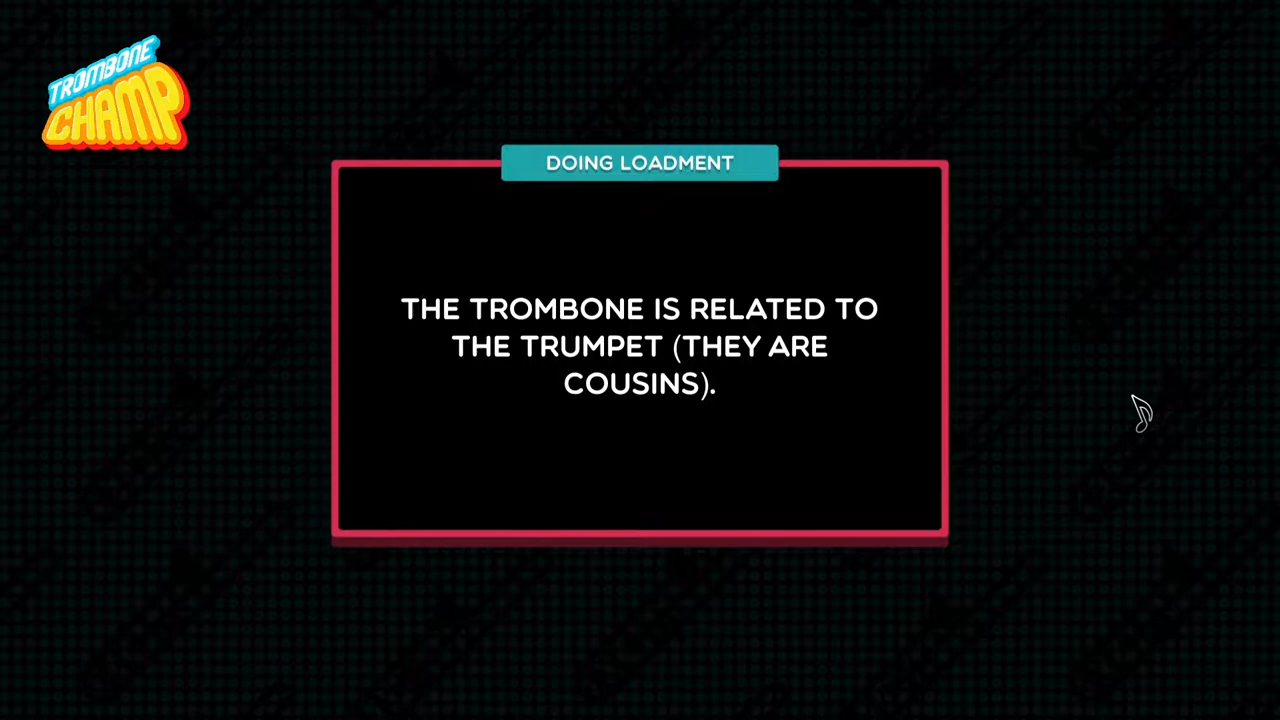 TROMBONE
CHAMP
DOING LOADMENT
THE TROMBONE IS RELATED TO
THE TRUMPET (THEY ARE
COUSINS).